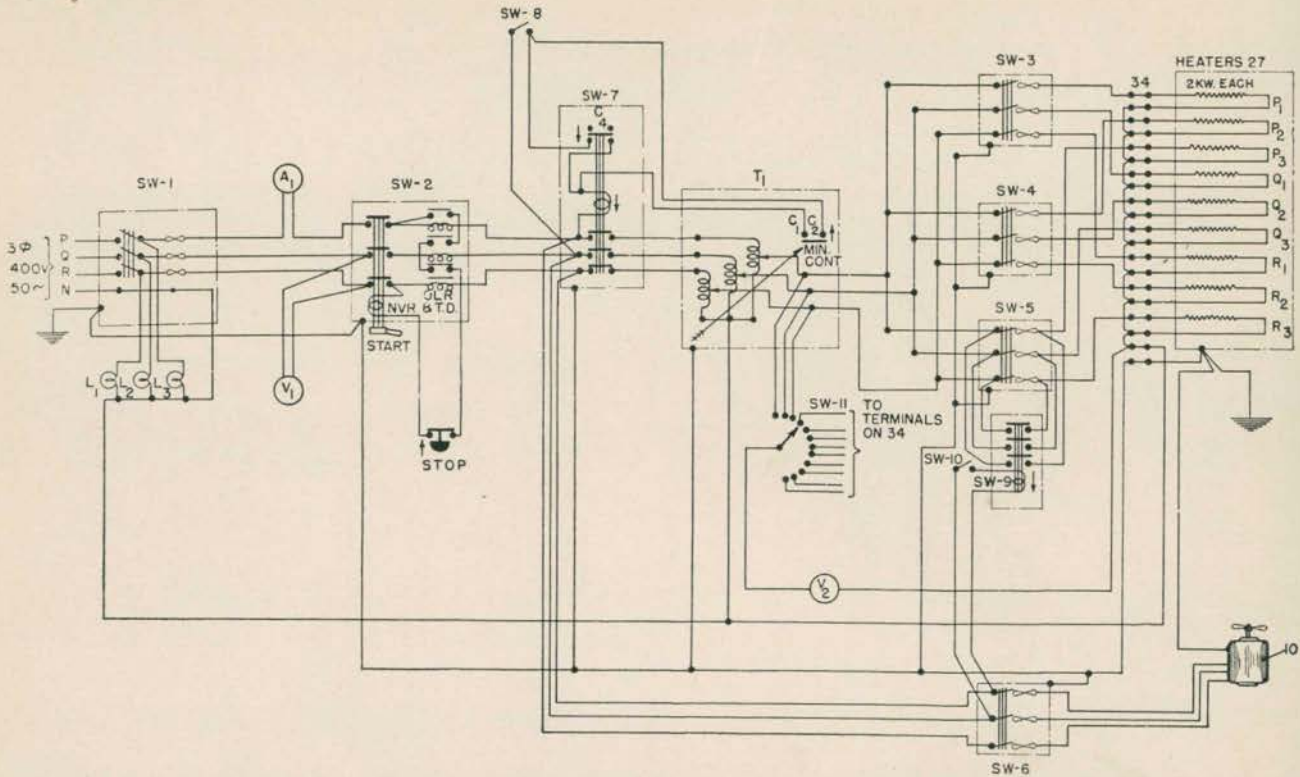 SW-8
SW-7
C
4
SW-3
34
HEATERS 27
2KW. EACH
P1
P2
P3
Q1
Q2
Q3
R1
R2
R3
SW-1
A1
SW-2
T1
C1 C2
MIN.
CONT
SW-4
3Φ
400V
50~
P
Q
R
N
O.L.R.
NVR & T.D.
START
SW-5
L1 L2 L3
V1
STOP
SW-11
TO
TERMINALS
ON 34
SW-10
SW-9
V2
10
SW-6